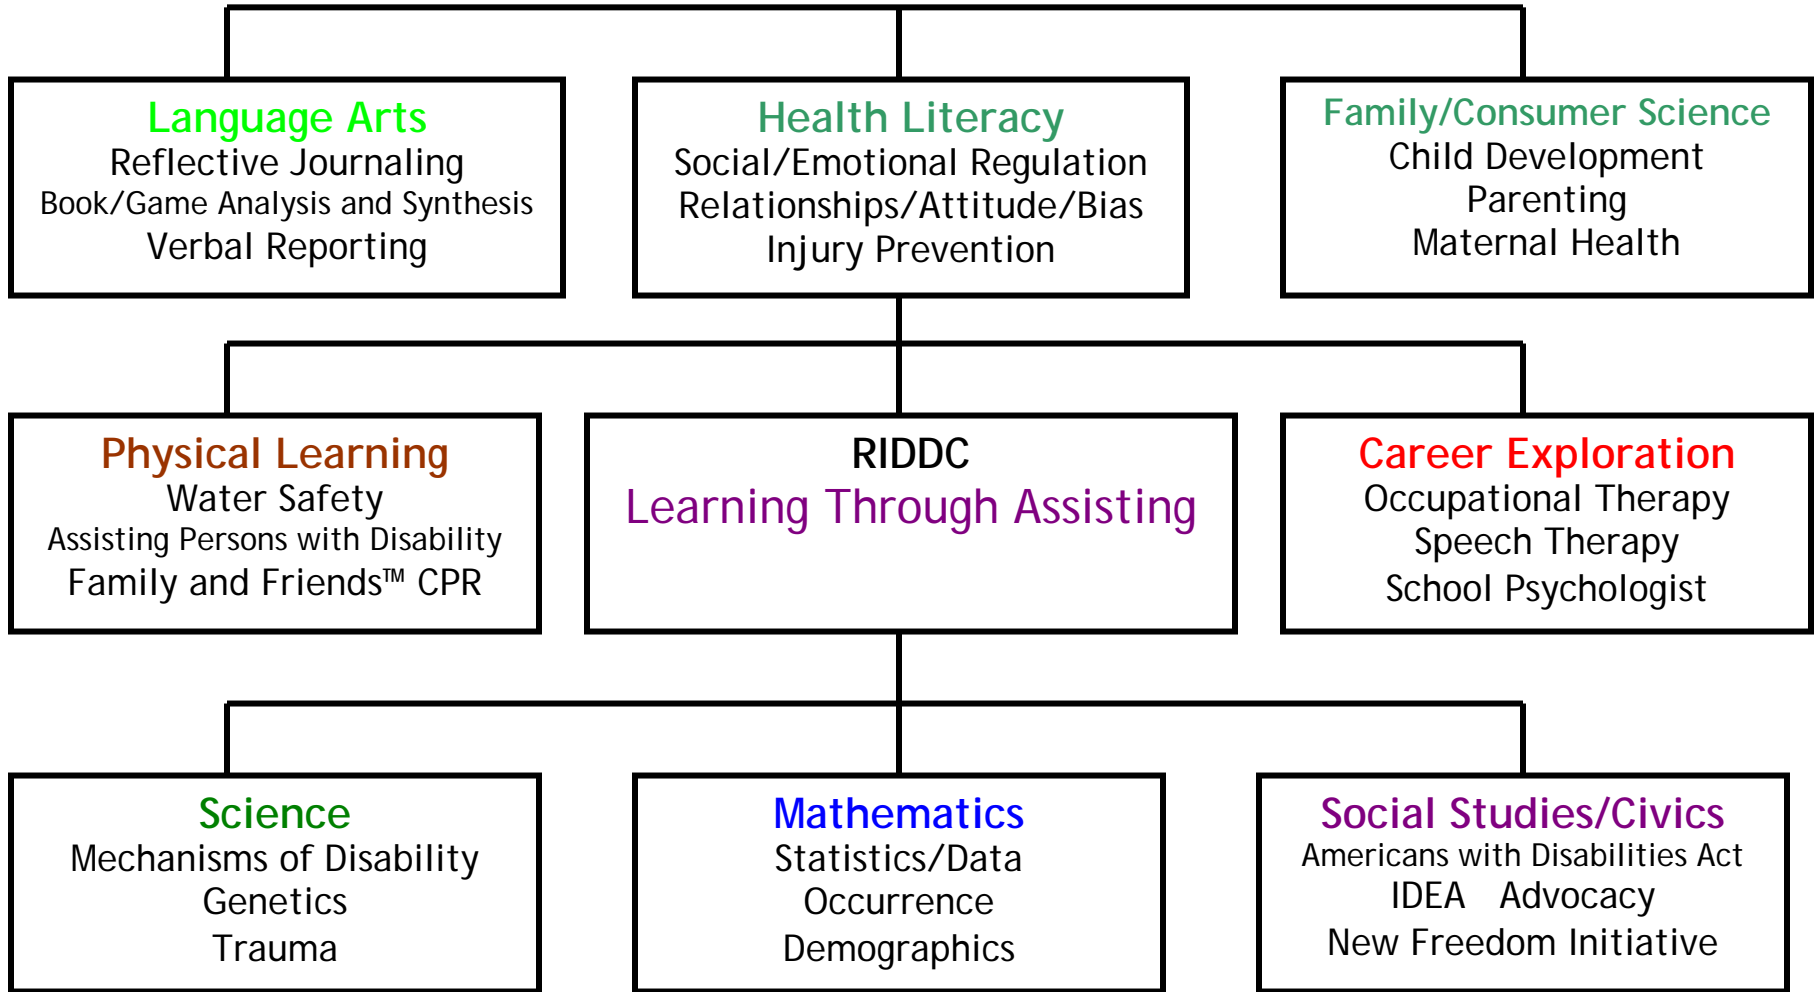 Language Arts
Reflective Journaling
Book/Game Analysis and Synthesis
Verbal Reporting
Health Literacy
Social/Emotional Regulation
Relationships/Attitude/Bias
Injury Prevention
Family/Consumer Science
Child Development
Parenting
Maternal Health
Physical Learning
Water Safety
Assisting Persons with Disability
Family and Friends™ CPR
RIDDC
Learning Through Assisting
Career Exploration
Occupational Therapy
Speech Therapy
School Psychologist
Science
Mechanisms of Disability
Genetics
Trauma
Mathematics
Statistics/Data
Occurrence
Demographics
Social Studies/Civics
Americans with Disabilities Act
IDEA Advocacy
New Freedom Initiative